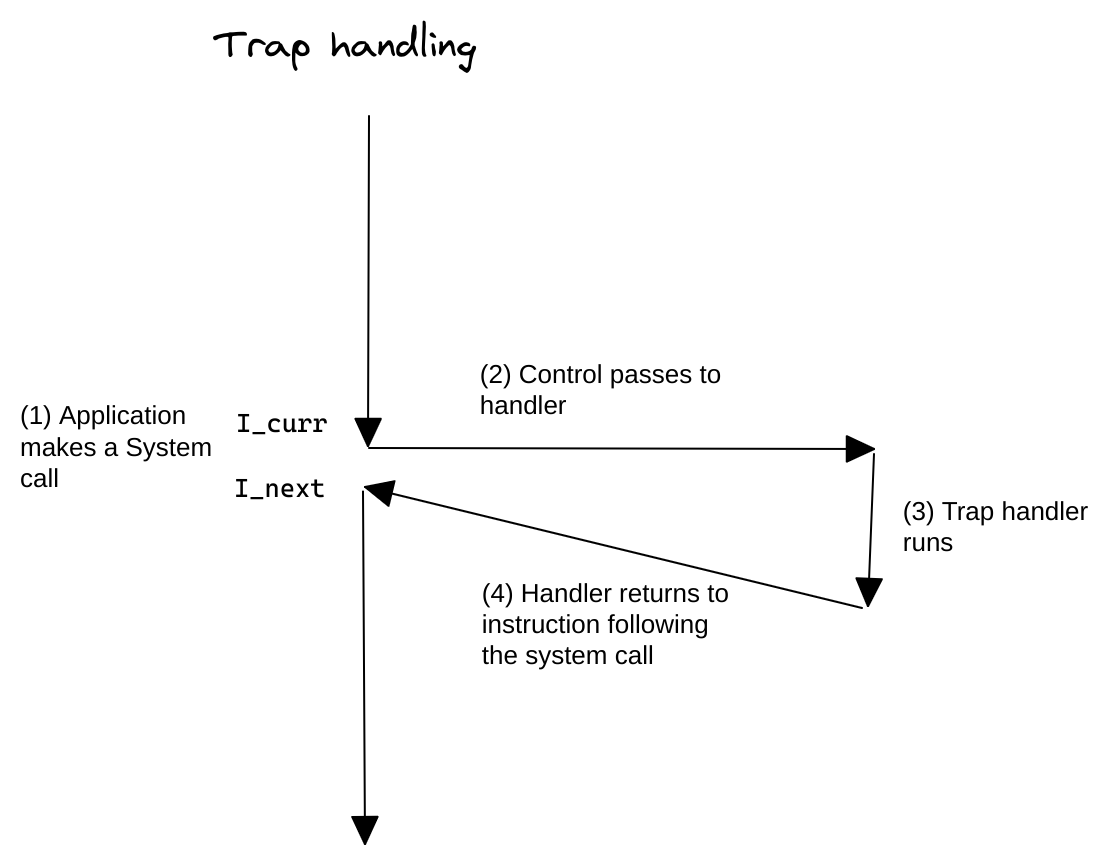 Trap handling
(2) Control passes to
handler
(1) Application
makes a System
call
I_curr
I_next
(3) Trap handler
runs
(4) Handler returns to
instruction following
the system call